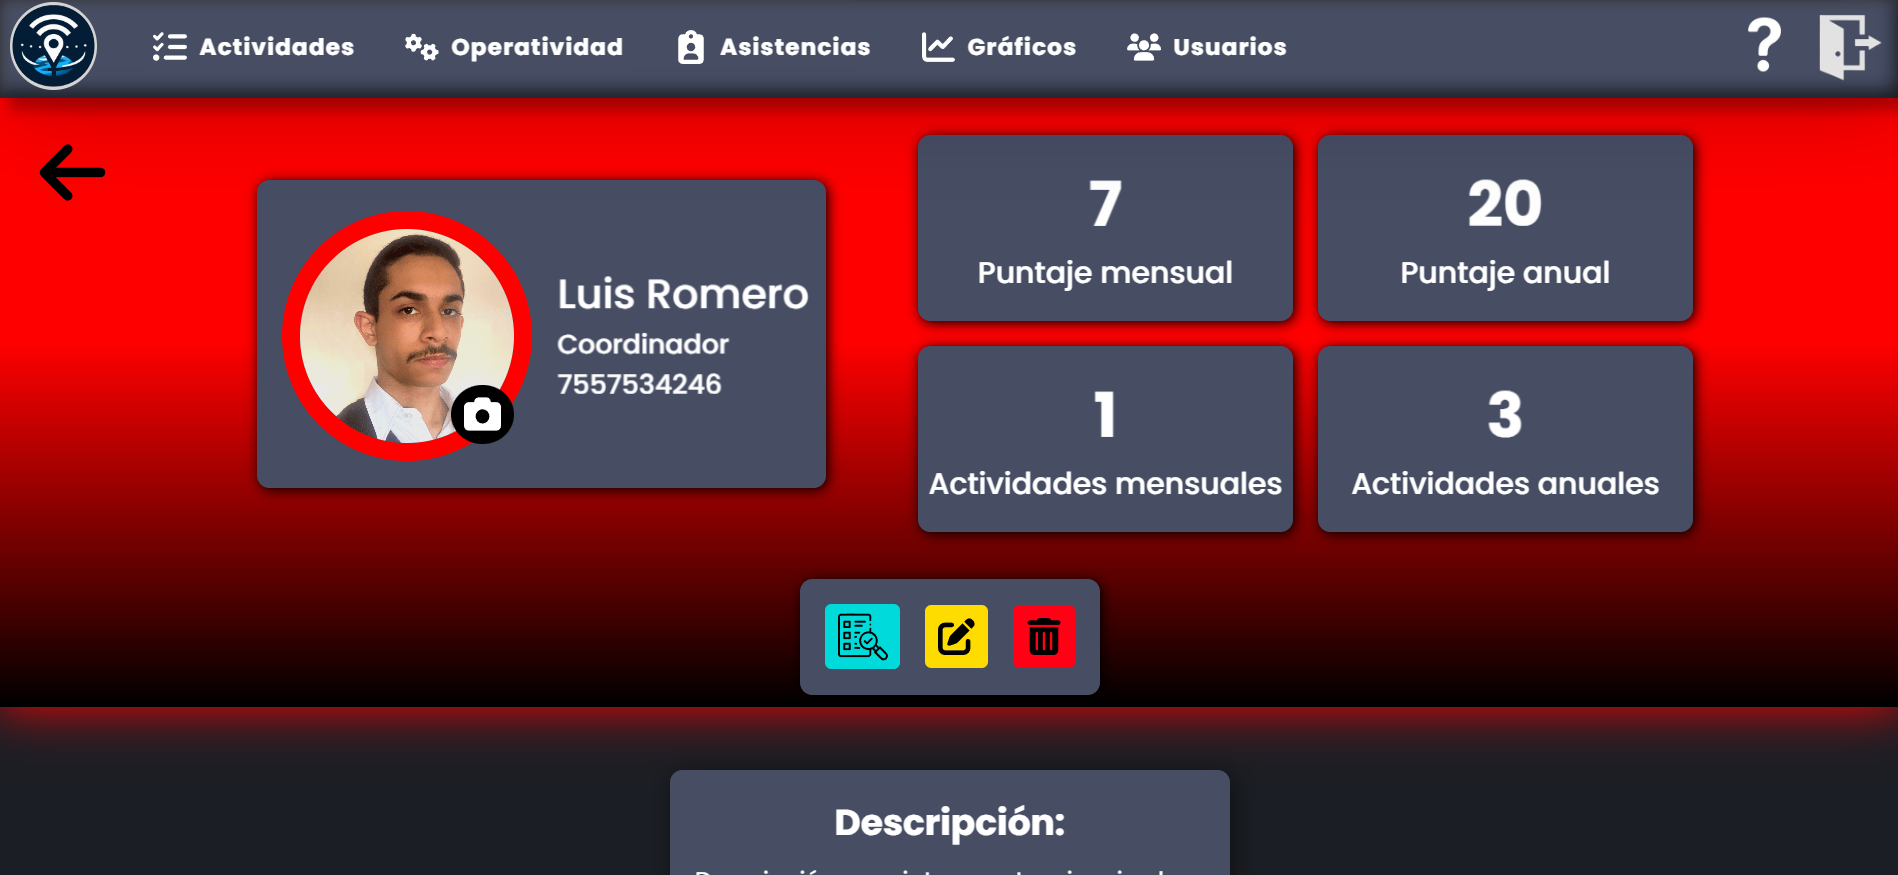 Actividades
Operatividad
Asistencias
Gráficos
Usuarios
Luis Romero
Coordinador
7557534246
7
Puntaje mensual
20
Puntaje anual
1
Actividades mensuales
3
Actividades anuales
Descripción: